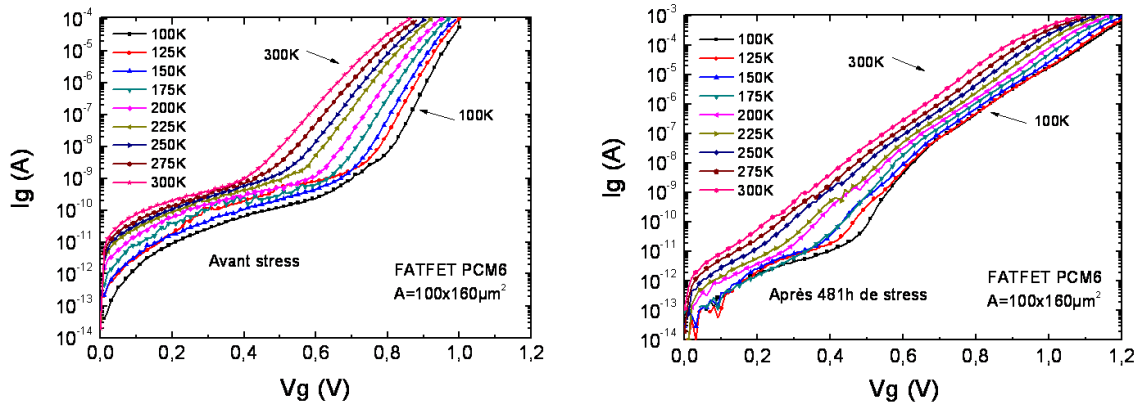 Ig (A)
10⁻⁴
10⁻⁵
10⁻⁶
10⁻⁷
10⁻⁸
10⁻⁹
10⁻¹⁰
10⁻¹¹
10⁻¹²
10⁻¹³
10⁻¹⁴
100K
125K
150K
175K
200K
225K
250K
275K
300K
300K
100K
Avant stress
FATFET PCM6
A=100x160µm²
0,0
0,2
0,4
0,6
0,8
1,0
1,2
Vg (V)
Ig (A)
10⁻³
10⁻⁴
10⁻⁵
10⁻⁶
10⁻⁷
10⁻⁸
10⁻⁹
10⁻¹⁰
10⁻¹¹
10⁻¹²
10⁻¹³
10⁻¹⁴
100K
125K
150K
175K
200K
225K
250K
275K
300K
300K
100K
Après 481h de stress
FATFET PCM6
A=100x160µm²
0,0
0,2
0,4
0,6
0,8
1,0
1,2
Vg (V)